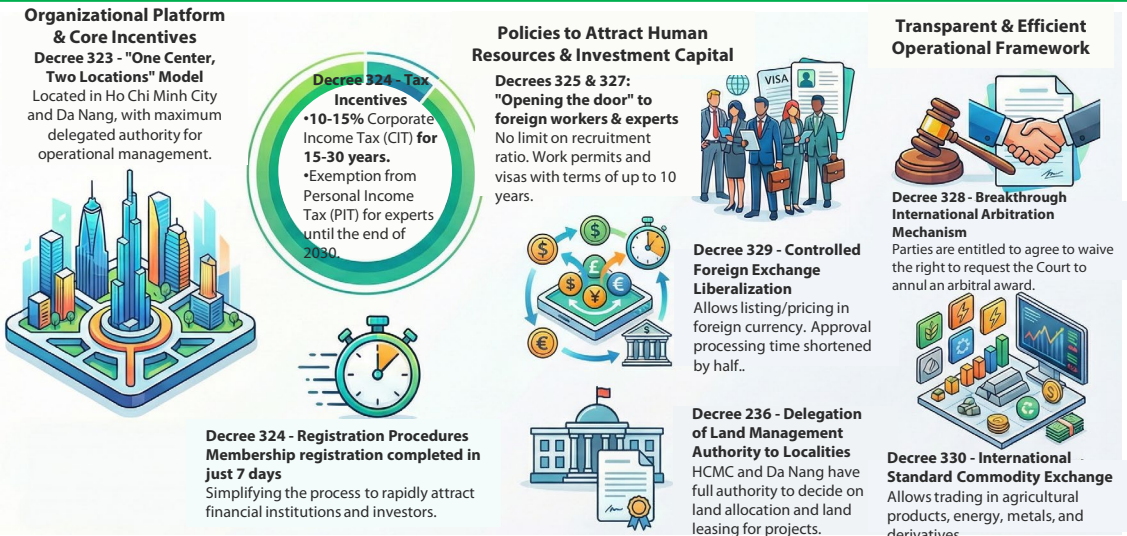 Organizational Platform
& Core Incentives
Decree 323 - "One Center,
Two Locations" Model
Located in Ho Chi Minh City
and Da Nang, with maximum
delegated authority for
operational management.
Decree 324 - Tax
Incentives
•10-15% Corporate
Income Tax (CIT) for
15-30 years.
•Exemption from
Personal Income
Tax (PIT) for experts
until the end of
2030.
Decree 324 - Registration Procedures
Membership registration completed in
just 7 days
Simplifying the process to rapidly attract
financial institutions and investors.
Policies to Attract Human
Resources & Investment Capital
Decrees 325 & 327:
"Opening the door" to
foreign workers & experts
No limit on recruitment
ratio. Work permits and
visas with terms of up to 10
years.
VISA
$
$
£
$
€
¥
€
$
Decree 329 - Controlled
Foreign Exchange
Liberalization
Allows listing/pricing in
foreign currency. Approval
processing time shortened
by half..
Decree 236 - Delegation
of Land Management
Authority to Localities
HCMC and Da Nang have
full authority to decide on
land allocation and land
leasing for projects.
Transparent & Efficient
Operational Framework
Decree 328 - Breakthrough
International Arbitration
Mechanism
Parties are entitled to agree to waive
the right to request the Court to
annul an arbitral award.
$
Decree 330 - International
Standard Commodity Exchange
Allows trading in agricultural
products, energy, metals, and
derivatives